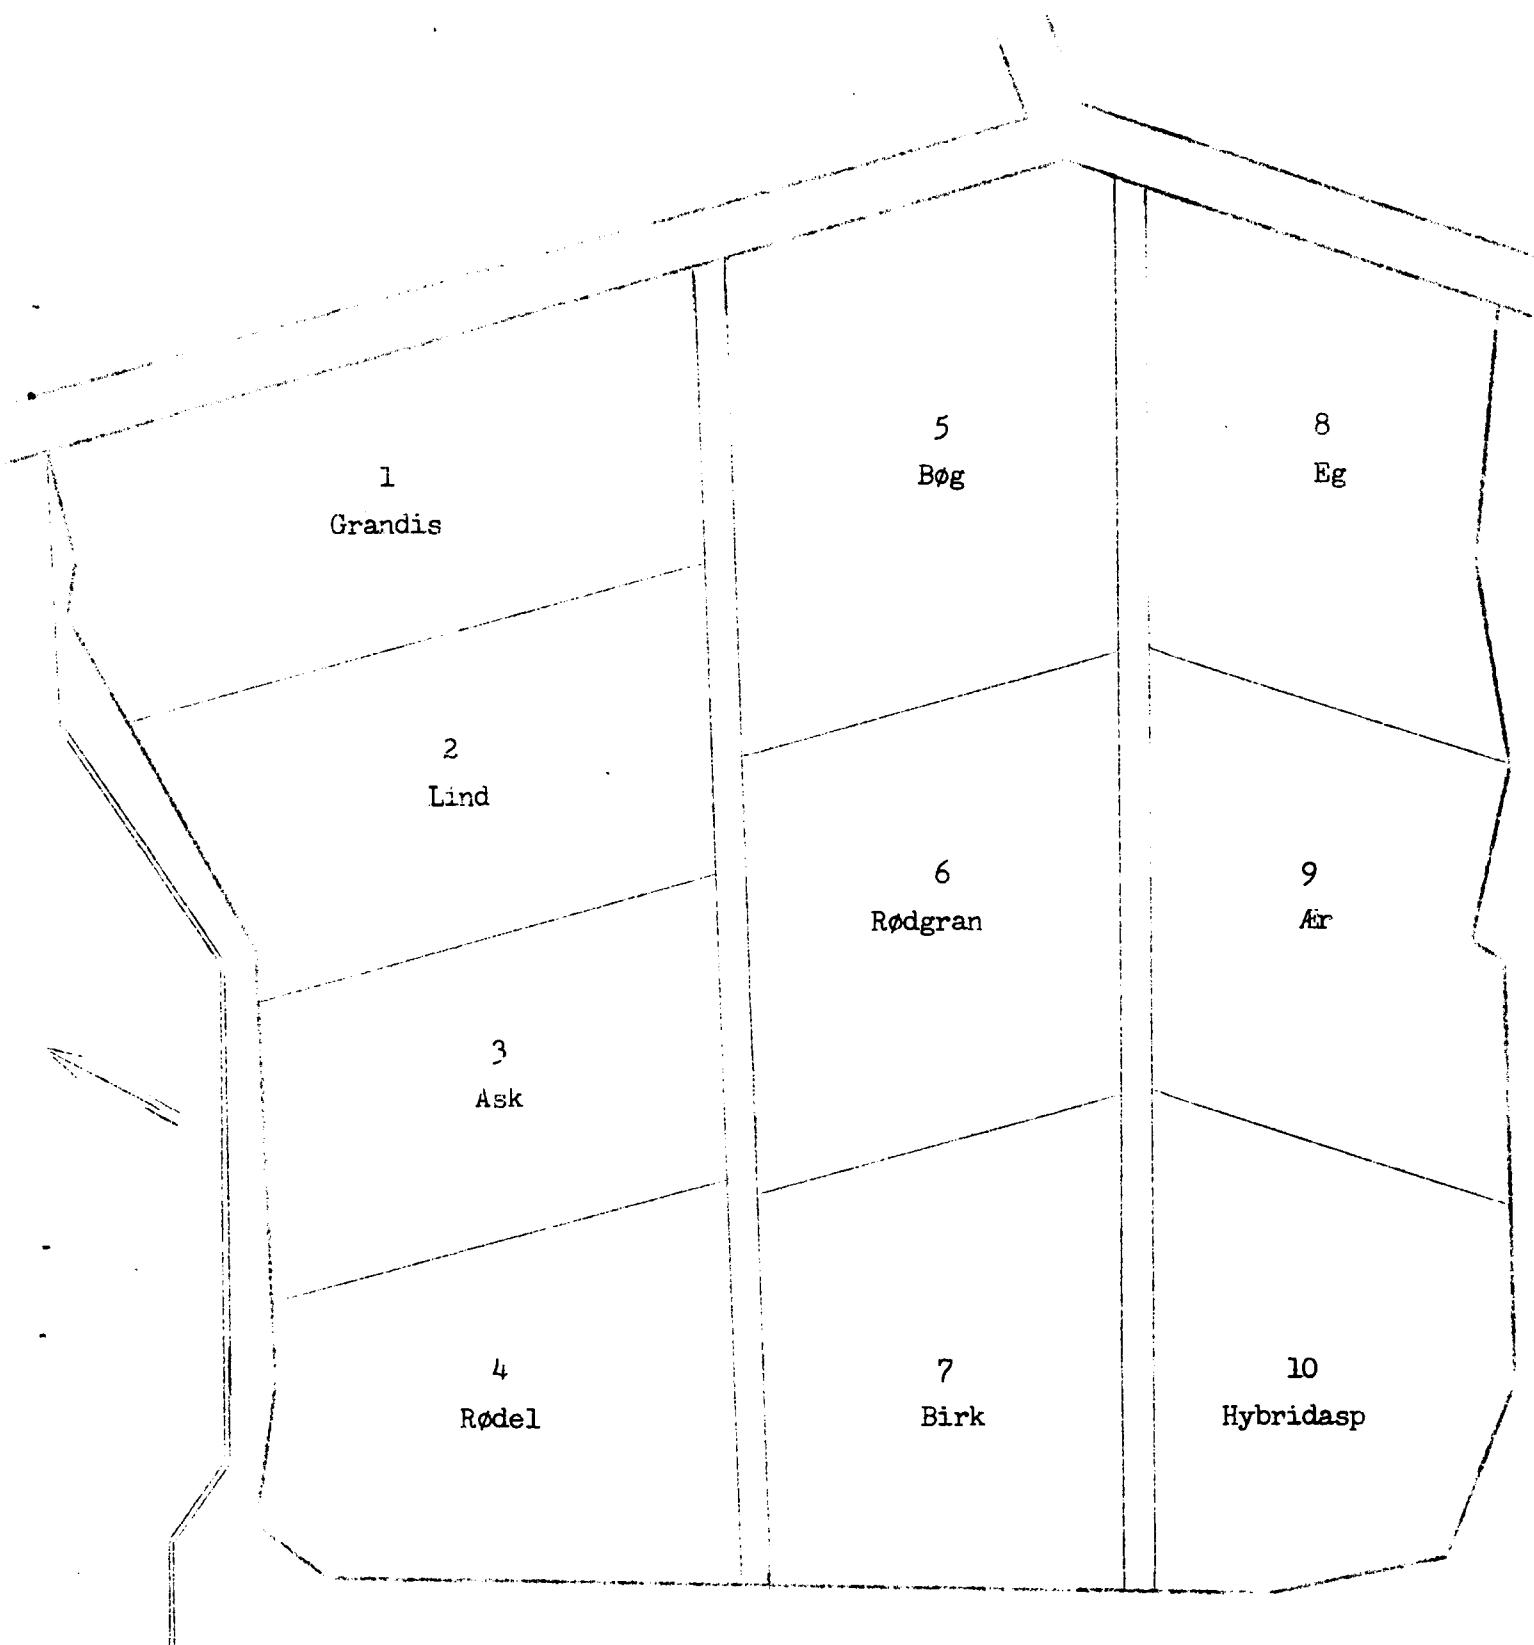 1
Grandis
2
Lind
3
Ask
4
Rødel
5
Bøg
6
Rødgran
7
Birk
8
Eg
9
Ær
10
Hybridasp